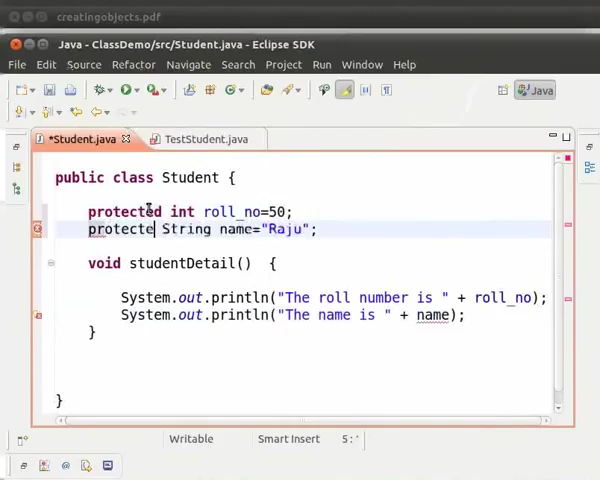 creatingobjects.pdf
Java - ClassDemo/src/Student.java - Eclipse SDK
File Edit Source Refactor Navigate Search Project Run Window Help
Java
*Student.java TestStudent.java
public class Student {
protected int roll_no=50;
protecte String name="Raju";
void studentDetail() {
System.out.println("The roll number is " + roll_no);
System.out.println("The name is " + name);
}
}
Writable Smart Insert 5: